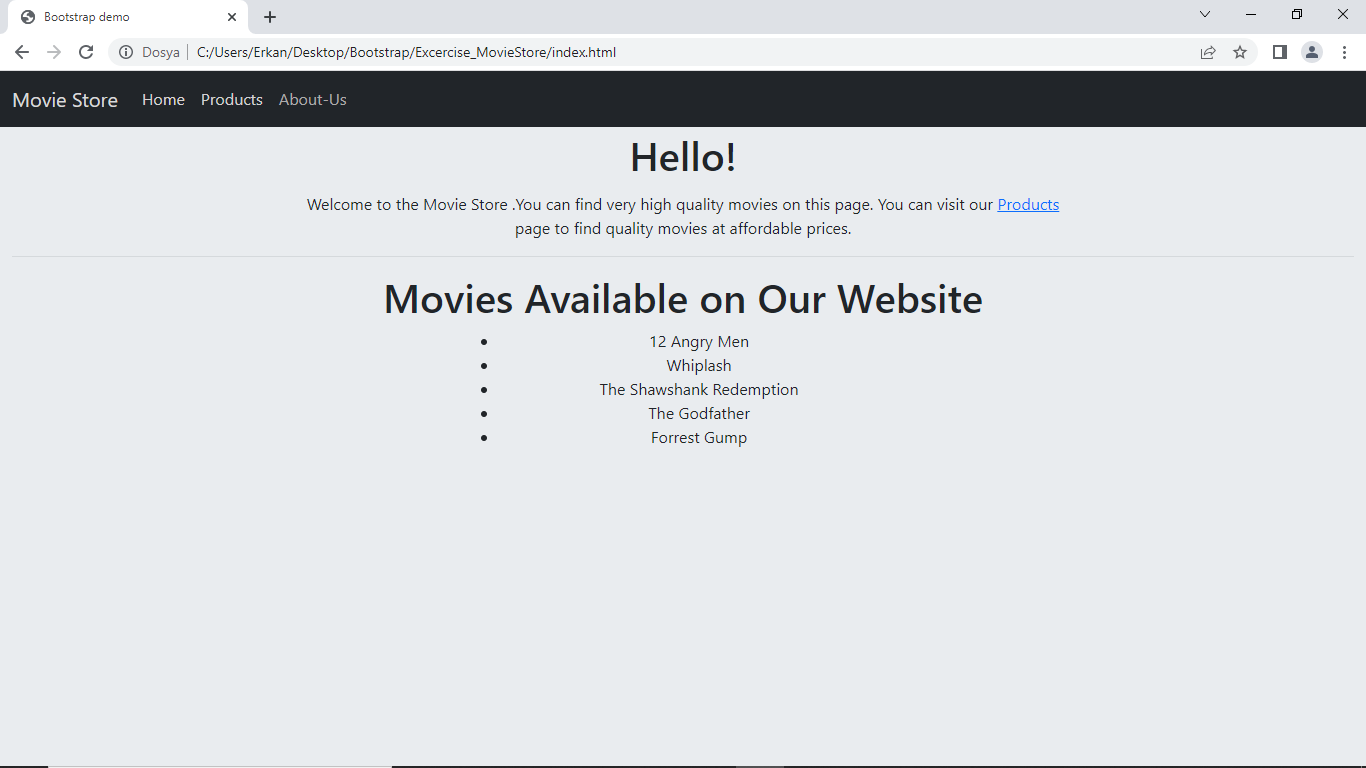 Bootstrap demo
Dosya C:/Users/Erkan/Desktop/Bootstrap/Excercise_MovieStore/index.html
Movie Store Home Products About-Us
Hello!
Welcome to the Movie Store .You can find very high quality movies on this page. You can visit our Products
page to find quality movies at affordable prices.
Movies Available on Our Website
• 12 Angry Men
• Whiplash
• The Shawshank Redemption
• The Godfather
• Forrest Gump